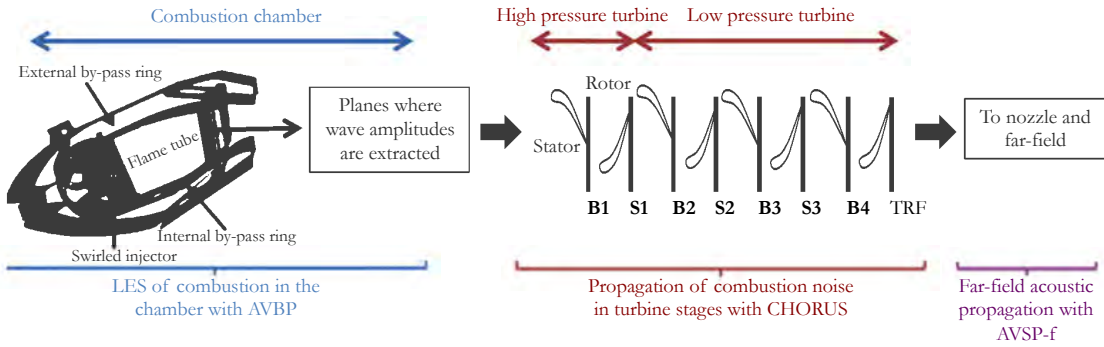 Combustion chamber
High pressure turbine
Low pressure turbine
External by-pass ring
Flame tube
Internal by-pass ring
Swirled injector
Planes where
wave amplitudes
are extracted
Rotor
Stator
B1 S1 B2 S2 B3 S3 B4 TRF
To nozzle and
far-field
LES of combustion in the
chamber with AVBP
Propagation of combustion noise
in turbine stages with CHORUS
Far-field acoustic
propagation with
AVSP-f